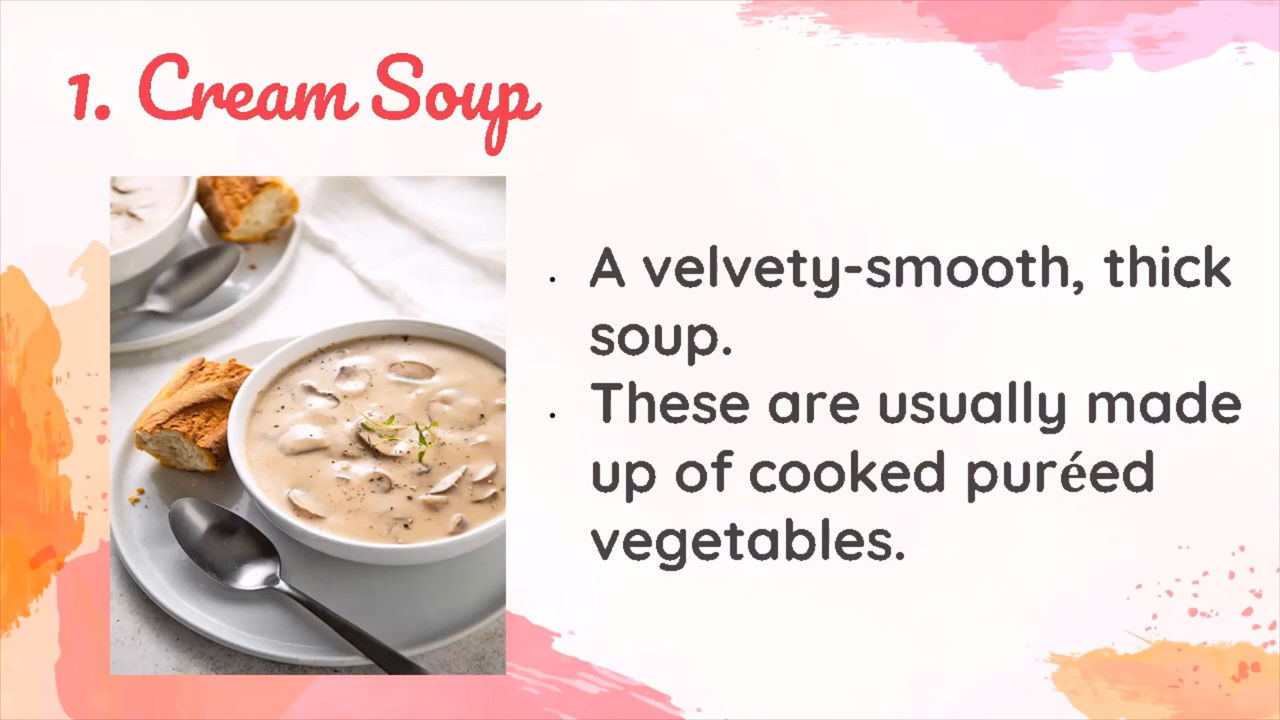 1. Cream Soup
• A velvety-smooth, thick
soup.
• These are usually made
up of cooked puréed
vegetables.